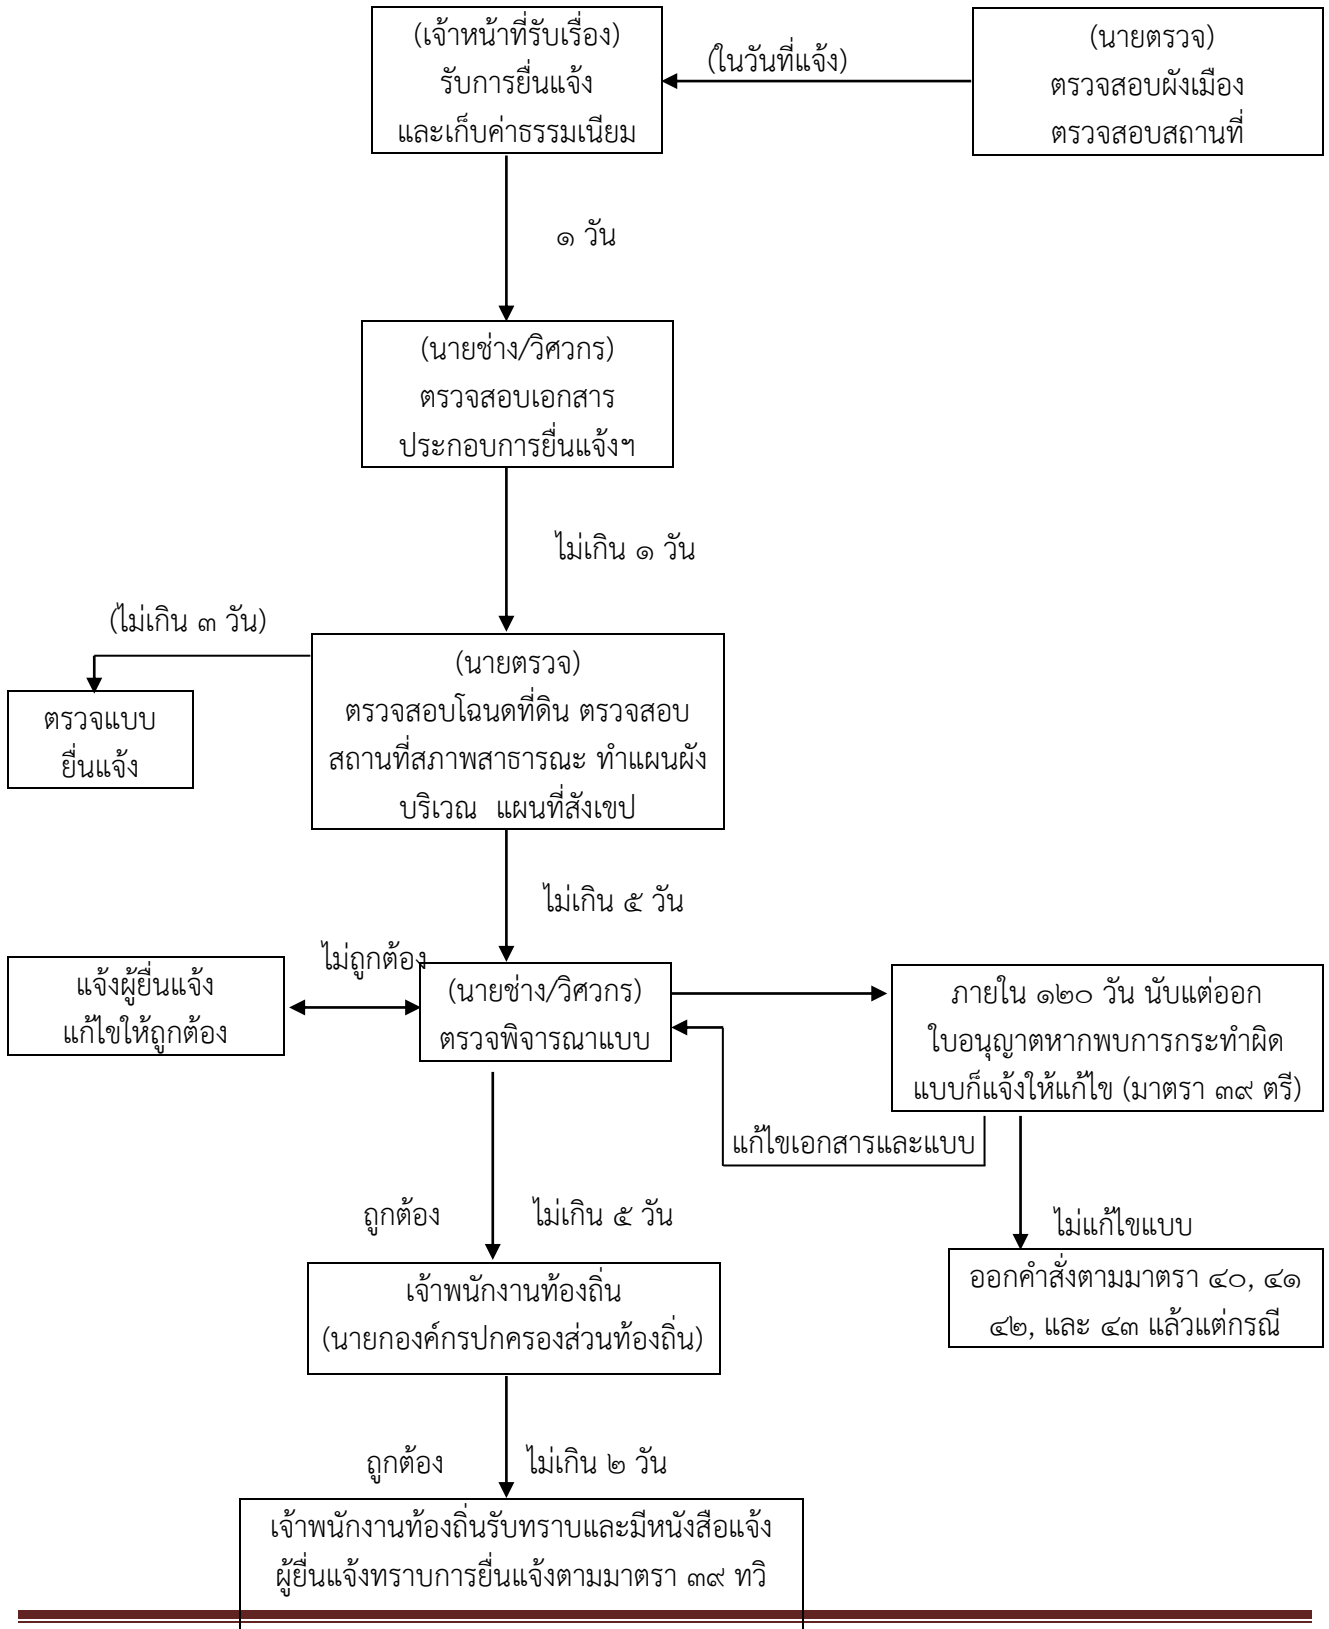 (เจ้าหน้าที่รับเรื่อง)
รับการยื่นแจ้ง
และเก็บค่าธรรมเนียม
(ในวันที่แจ้ง)
(นายตรวจ)
ตรวจสอบผังเมือง
ตรวจสอบสถานที่
๑ วัน
(นายช่าง/วิศวกร)
ตรวจสอบเอกสาร
ประกอบการยื่นแจ้งฯ
ไม่เกิน ๑ วัน
(ไม่เกิน ๓ วัน)
(นายตรวจ)
ตรวจสอบโฉนดที่ดิน ตรวจสอบ
สถานที่สภาพสาธารณะ ทำแผนผัง
บริเวณ แผนที่สังเขป
ตรวจแบบ
ยื่นแจ้ง
ไม่เกิน ๕ วัน
ไม่ถูกต้อง
แจ้งผู้ยื่นแจ้ง
แก้ไขให้ถูกต้อง
(นายช่าง/วิศวกร)
ตรวจพิจารณาแบบ
ภายใน ๑๒๐ วัน นับแต่ออก
ใบอนุญาตหากพบการกระทำผิด
แบบก็แจ้งให้แก้ไข (มาตรา ๓๙ ตรี)
แก้ไขเอกสารและแบบ
ถูกต้อง
ไม่เกิน ๕ วัน
ไม่แก้ไขแบบ
เจ้าพนักงานท้องถิ่น
(นายกองค์กรปกครองส่วนท้องถิ่น)
ออกคำสั่งตามมาตรา ๔๐, ๔๑
๔๒, และ ๔๓ แล้วแต่กรณี
ถูกต้อง
ไม่เกิน ๒ วัน
เจ้าพนักงานท้องถิ่นรับทราบและมีหนังสือแจ้ง
ผู้ยื่นแจ้งทราบการยื่นแจ้งตามมาตรา ๓๙ ทวิ